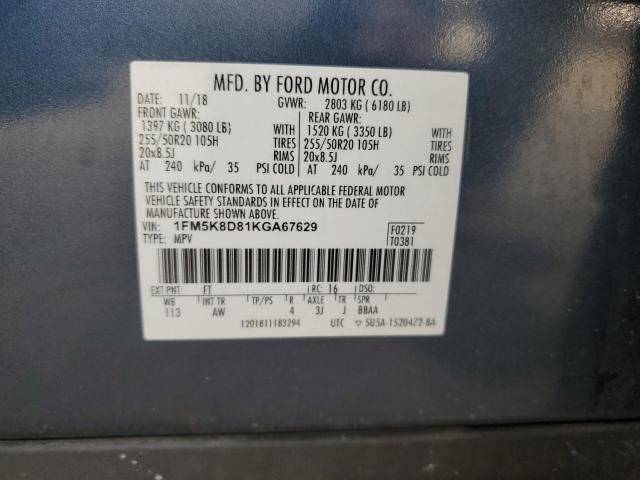 MFD. BY FORD MOTOR CO.
DATE: 11/18 GVWR: 2803 KG ( 6180 LB)
FRONT GAWR: REAR GAWR:
1397 KG ( 3080 LB) WITH 1520 KG ( 3350 LB) WITH
255/50R20 105H TIRES 255/50R20 105H TIRES
20x8.5J RIMS 20x8.5J RIMS
AT 240 kPa/ 35 PSI COLD AT 240 kPa/ 35 PSI COLD
THIS VEHICLE CONFORMS TO ALL APPLICABLE FEDERAL MOTOR
VEHICLE SAFETY STANDARDS IN EFFECT ON THE DATE OF
MANUFACTURE SHOWN ABOVE.
VIN: 1FM5K8D81KGA67629 F0219
TYPE: MPV T0381
EXT PNT: FT RC: 16 DSO:
WB INT TR TP/PS R AXLE TR SPR
113 AW 4 3J J BBAA
1201811183294 UTC ▽ 5U5A-1520472-BA